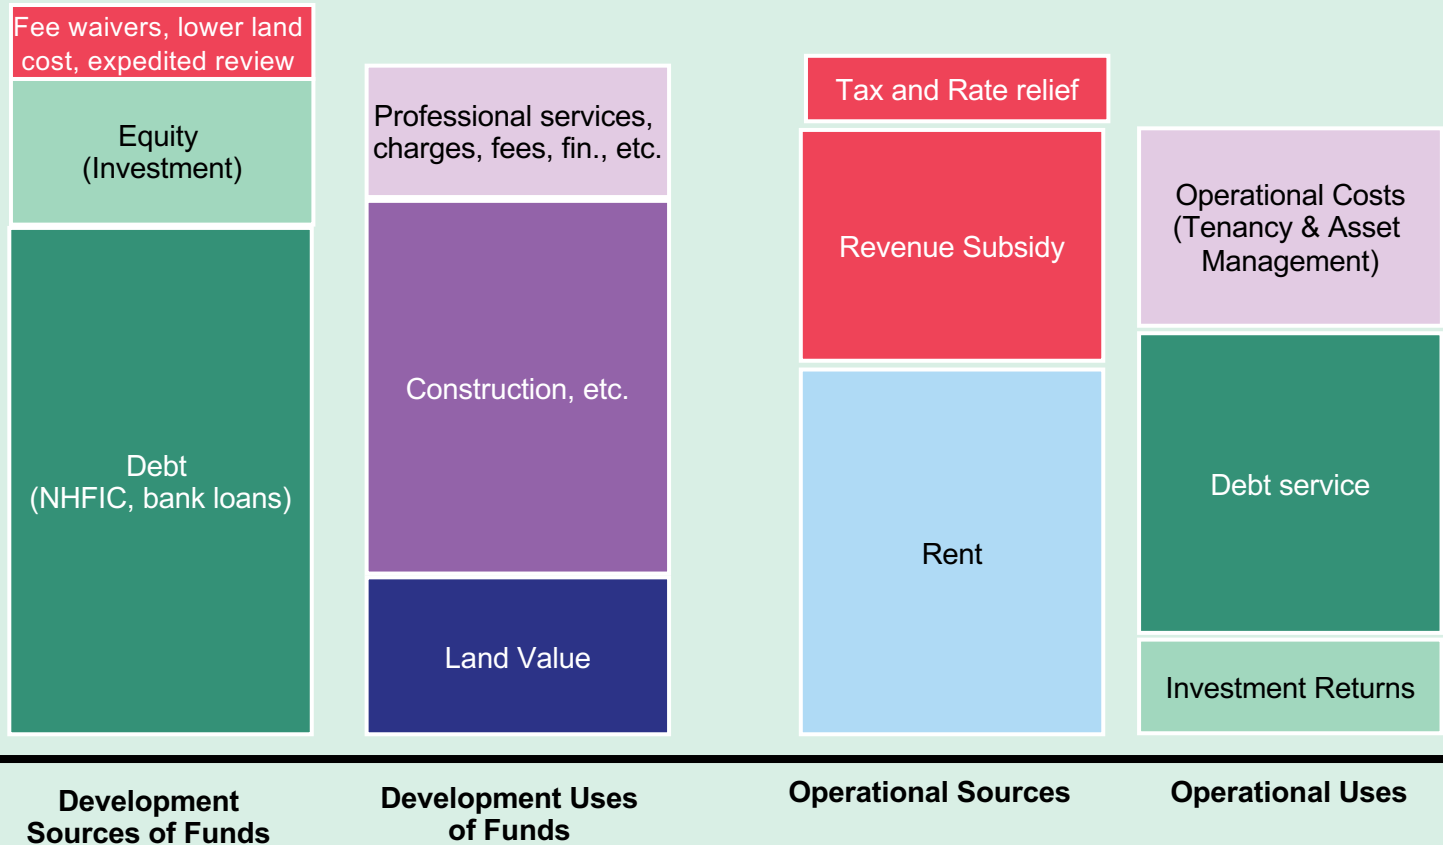 Fee waivers, lower land
cost, expedited review
Equity
(Investment)
Debt
(NHFIC, bank loans)
Development
Sources of Funds
Professional services,
charges, fees, fin., etc.
Construction, etc.
Land Value
Development Uses
of Funds
Tax and Rate relief
Revenue Subsidy
Rent
Operational Sources
Operational Costs
(Tenancy & Asset
Management)
Debt service
Investment Returns
Operational Uses